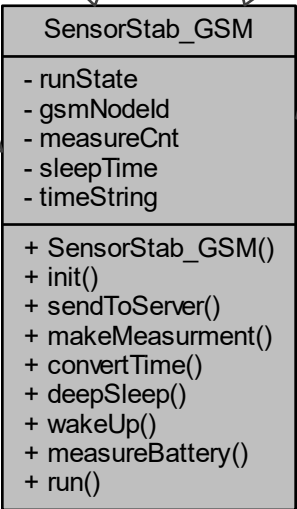 SensorStab_GSM
- runState
- gsmNodeId
- measureCnt
- sleepTime
- timeString
+ SensorStab_GSM()
+ init()
+ sendToServer()
+ makeMeasurment()
+ convertTime()
+ deepSleep()
+ wakeUp()
+ measureBattery()
+ run()